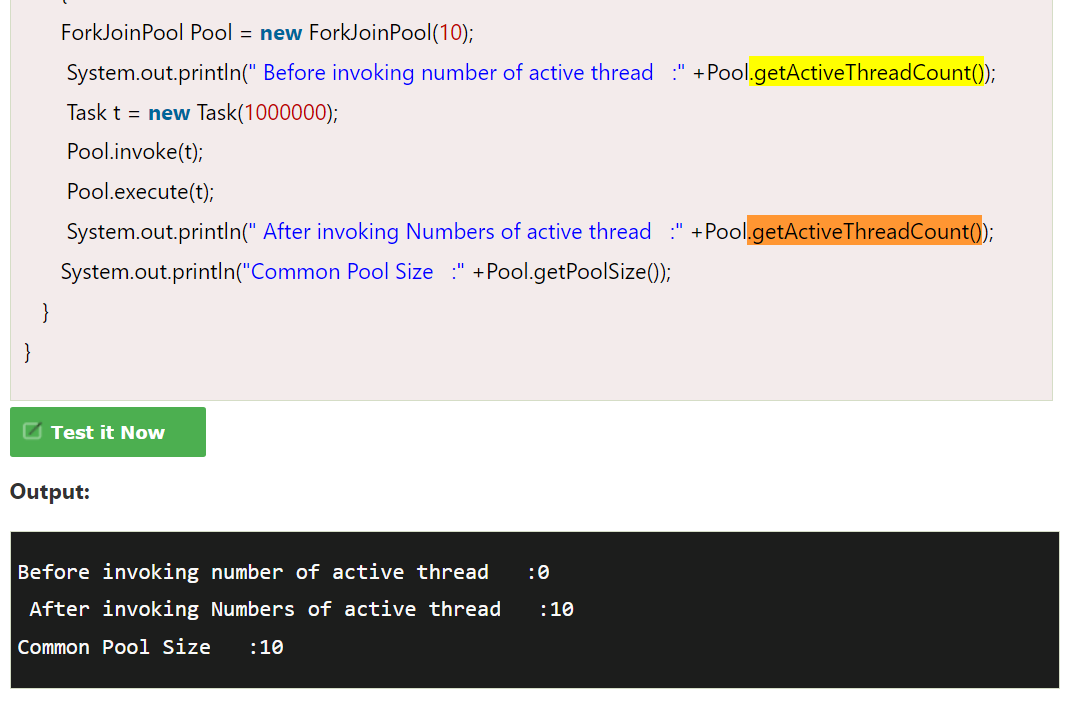 {
ForkJoinPool Pool = new ForkJoinPool(10);
System.out.println(" Before invoking number of active thread   :" +Pool.getActiveThreadCount());
Task t = new Task(1000000);
Pool.invoke(t);
Pool.execute(t);
System.out.println(" After invoking Numbers of active thread   :" +Pool.getActiveThreadCount());
System.out.println("Common Pool Size   :" +Pool.getPoolSize());
}
}
Test it Now
Output:
Before invoking number of active thread   :0
After invoking Numbers of active thread   :10
Common Pool Size   :10